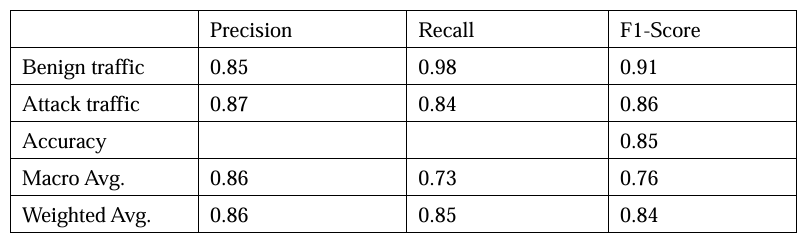 Precision Recall F1-Score
Benign traffic 0.85 0.98 0.91
Attack traffic 0.87 0.84 0.86
Accuracy 0.85
Macro Avg. 0.86 0.73 0.76
Weighted Avg. 0.86 0.85 0.84